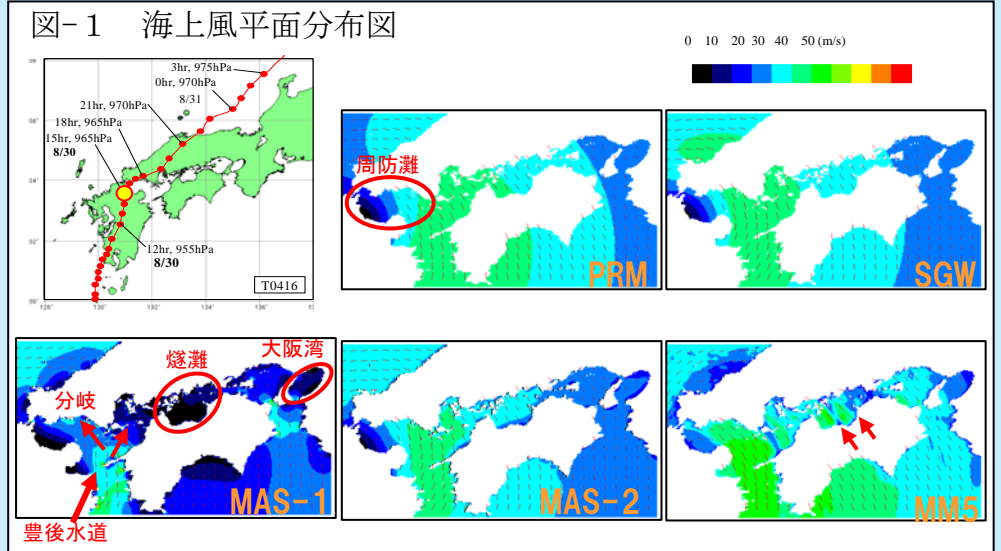 図-1 海上風平面分布図
0 10 20 30 40 50 (m/s)
3hr, 975hPa
0hr, 970hPa
8/31
21hr, 970hPa
18hr, 965hPa
15hr, 965hPa
8/30
12hr, 955hPa
8/30
T0416
周防灘
PRM
SGW
大阪湾
燧灘
分岐
MAS-1
MAS-2
MM5
豊後水道